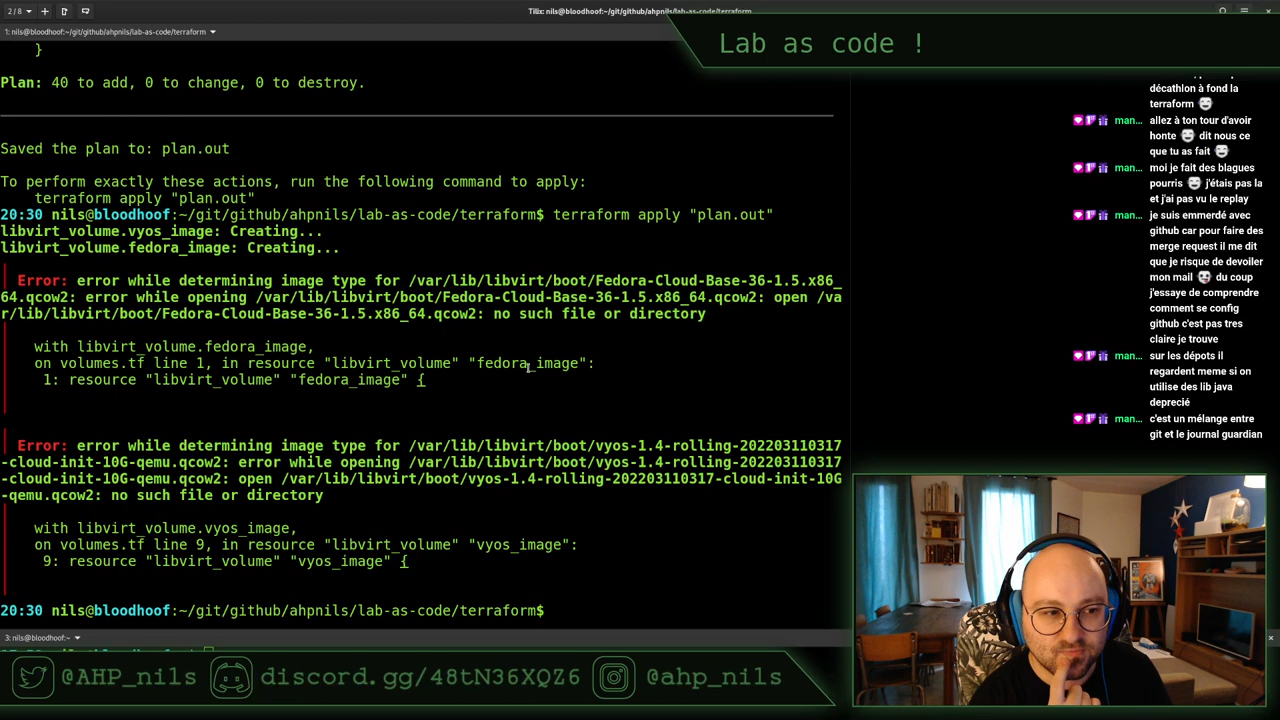 2 / 8
Tilix: nils@bloodhoof:~/git/github/ahpnils/lab-as-code/terraform
1: nils@bloodhoof:~/git/github/ahpnils/lab-as-code/terraform
Lab as code !
}
Plan: 40 to add, 0 to change, 0 to destroy.
Saved the plan to: plan.out
To perform exactly these actions, run the following command to apply:
terraform apply "plan.out"
20:30 nils@bloodhoof:~/git/github/ahpnils/lab-as-code/terraform$ terraform apply "plan.out"
libvirt_volume.vyos_image: Creating...
libvirt_volume.fedora_image: Creating...
Error: error while determining image type for /var/lib/libvirt/boot/Fedora-Cloud-Base-36-1.5.x86_
64.qcow2: error while opening /var/lib/libvirt/boot/Fedora-Cloud-Base-36-1.5.x86_64.qcow2: open /va
r/lib/libvirt/boot/Fedora-Cloud-Base-36-1.5.x86_64.qcow2: no such file or directory
with libvirt_volume.fedora_image,
on volumes.tf line 1, in resource "libvirt_volume" "fedora_image":
1: resource "libvirt_volume" "fedora_image" {
Error: error while determining image type for /var/lib/libvirt/boot/vyos-1.4-rolling-202203110317
-cloud-init-10G-qemu.qcow2: error while opening /var/lib/libvirt/boot/vyos-1.4-rolling-202203110317
-cloud-init-10G-qemu.qcow2: open /var/lib/libvirt/boot/vyos-1.4-rolling-202203110317-cloud-init-10G
-qemu.qcow2: no such file or directory
with libvirt_volume.vyos_image,
on volumes.tf line 9, in resource "libvirt_volume" "vyos_image":
9: resource "libvirt_volume" "vyos_image" {
20:30 nils@bloodhoof:~/git/github/ahpnils/lab-as-code/terraform$
3: nils@bloodhoof:~
@AHP_nils
discord.gg/48tN36XQZ6
@ahp_nils
décathlon à fond la
terraform
man... allez à ton tour d'avoir
honte dit nous ce
que tu as fait
man... moi je fait des blagues
pourris j'étais pas la
et j'ai pas vu le replay
man... je suis emmerdé avec
github car pour faire des
merge request il me dit
que je risque de devoiler
mon mail du coup
j'essaye de comprendre
comment se config
github c'est pas tres
claire je trouve
man... sur les dépots il
regardent meme si on
utilise des lib java
deprecié
man... c'est un mélange entre
git et le journal guardian